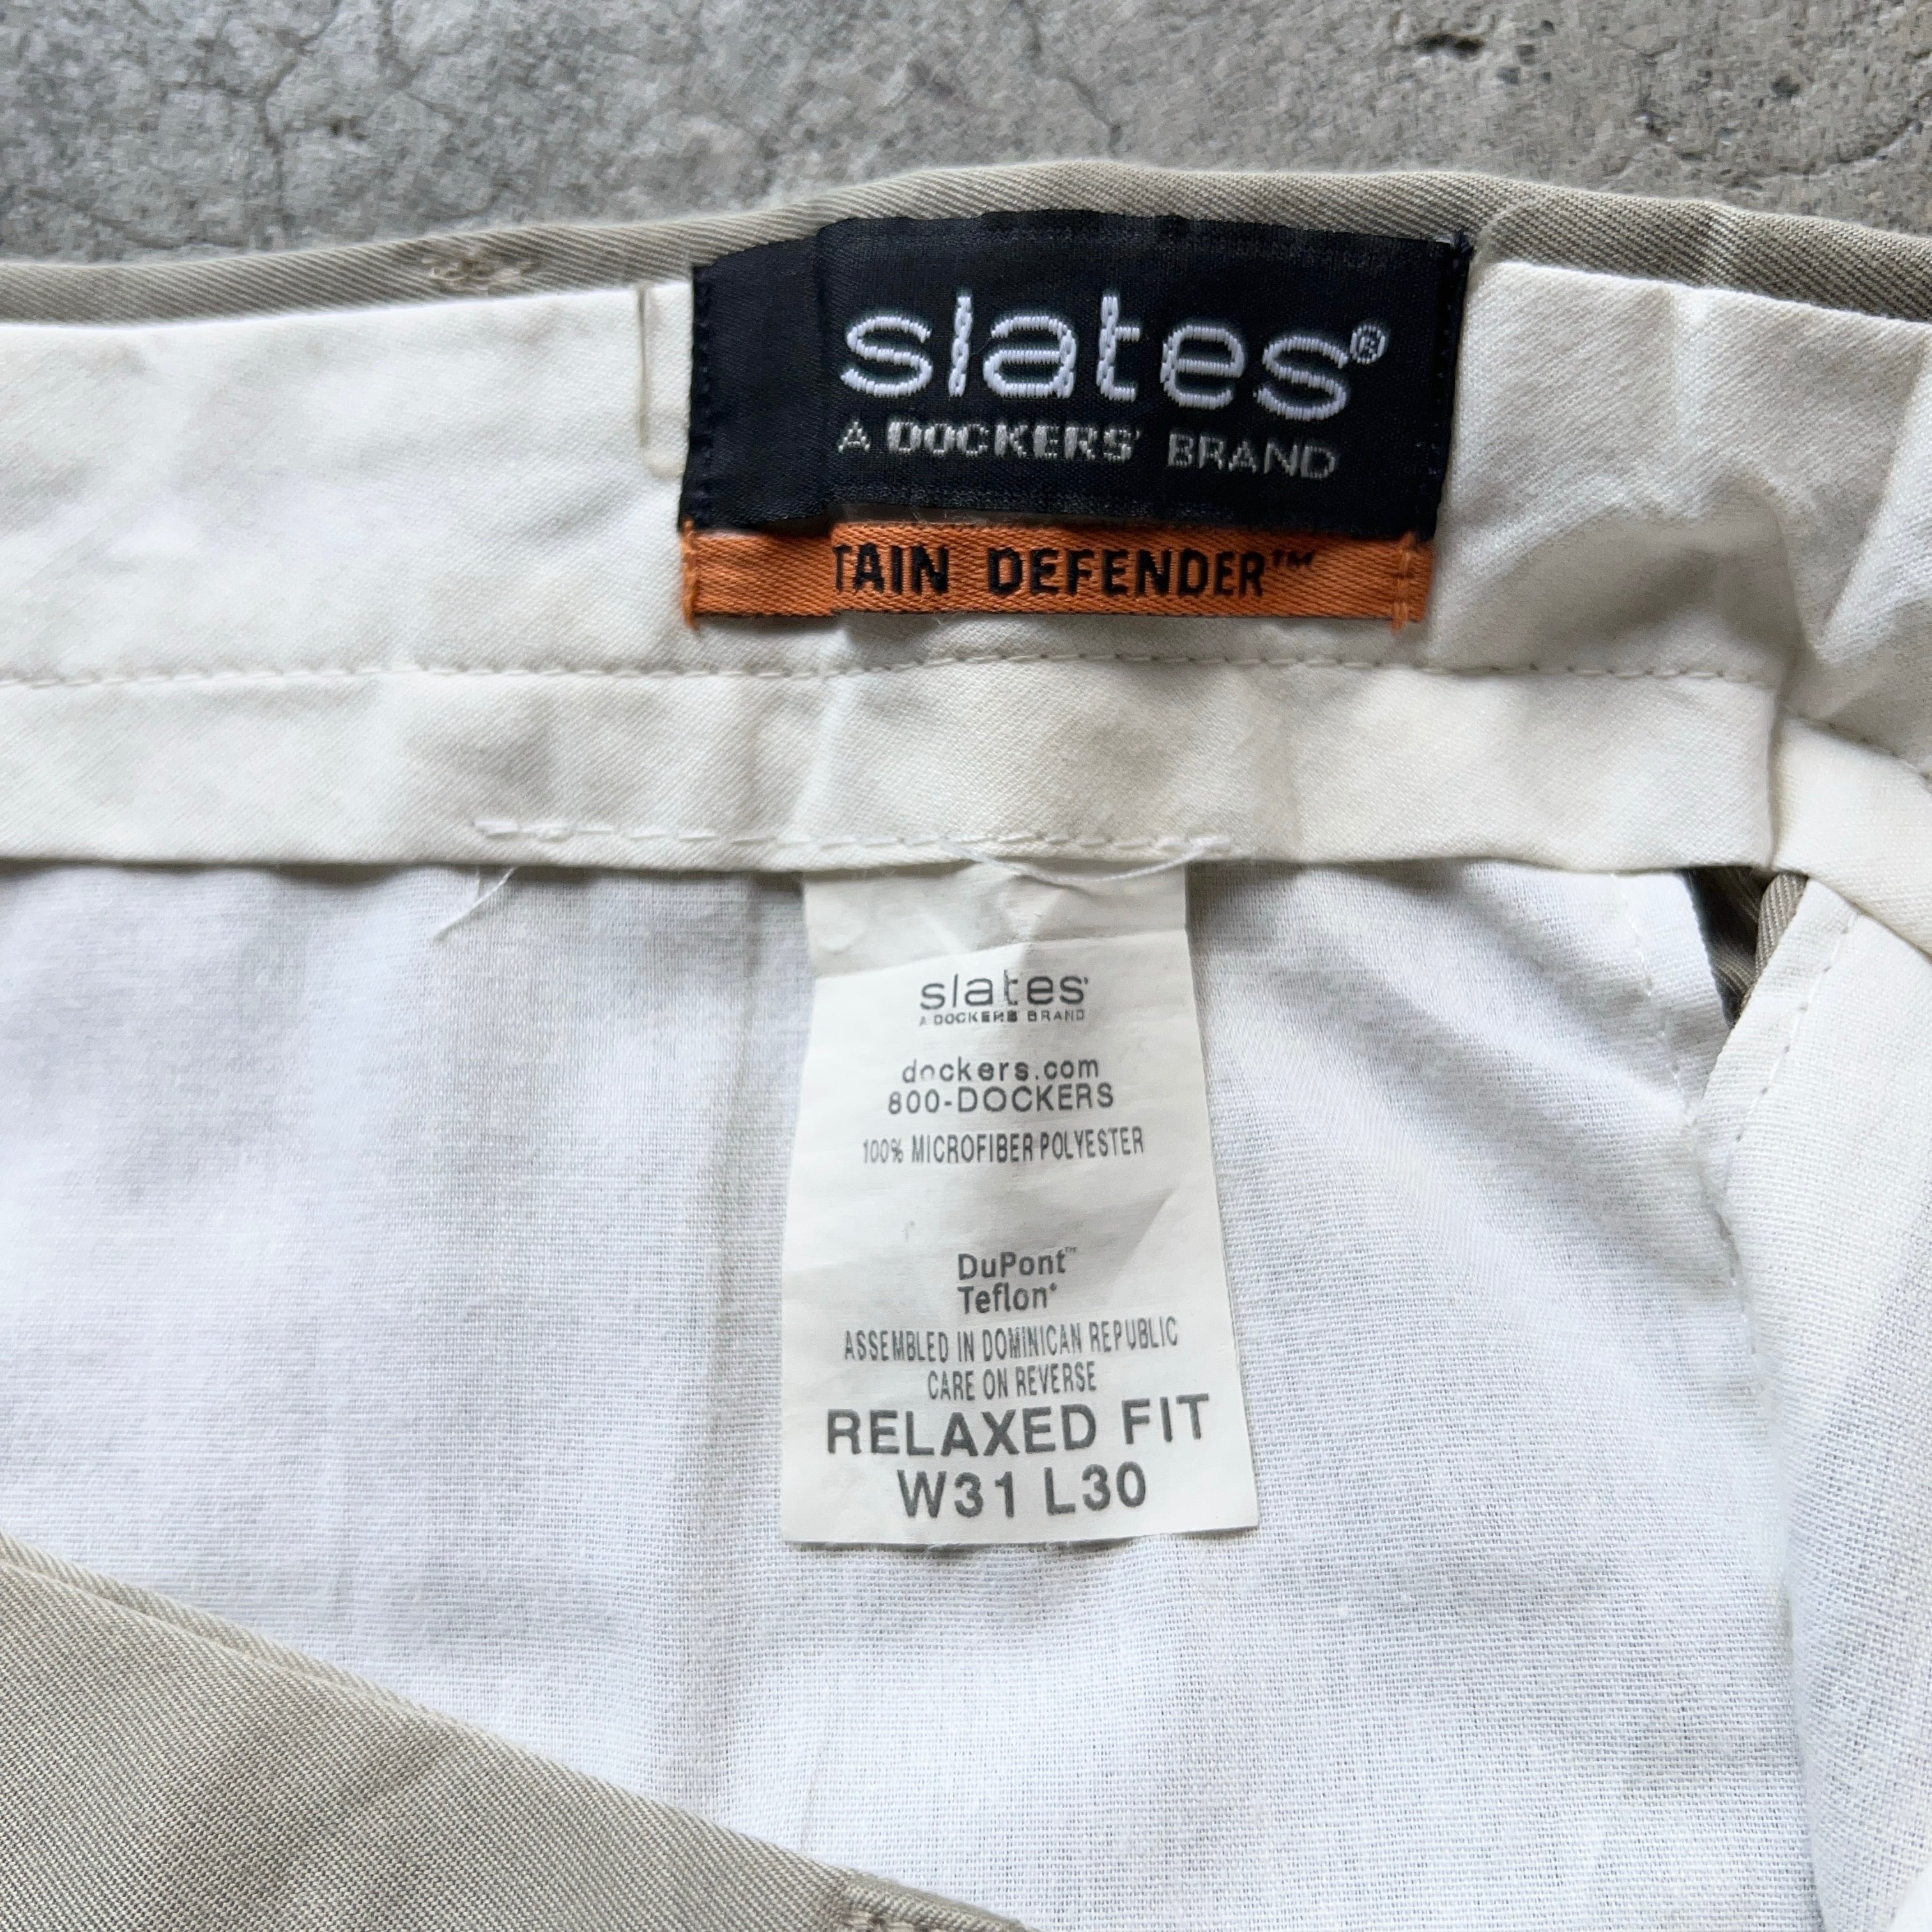 slates®
A DOCKERS® BRAND
TAIN DEFENDER™
slates®
A DOCKERS® BRAND
dockers.com
800-DOCKERS
100% MICROFIBER POLYESTER
DuPont™
Teflon®
ASSEMBLED IN DOMINICAN REPUBLIC
CARE ON REVERSE
RELAXED FIT
W31 L30